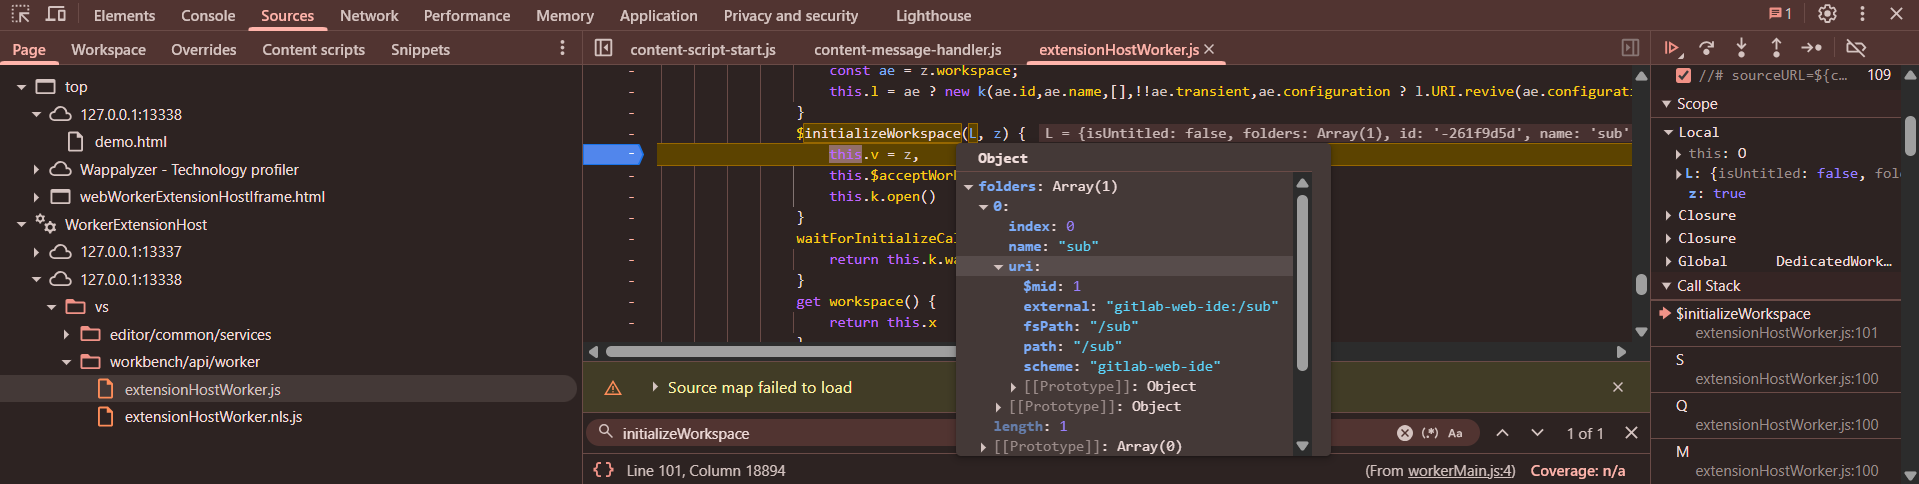 Elements Console Sources Network Performance Memory Application Privacy and security Lighthouse 1
Page Workspace Overrides Content scripts Snippets
content-script-start.js content-message-handler.js extensionHostWorker.js
top
127.0.0.1:13338
demo.html
Wappalyzer - Technology profiler
webWorkerExtensionHostIframe.html
WorkerExtensionHost
127.0.0.1:13337
127.0.0.1:13338
vs
editor/common/services
workbench/api/worker
extensionHostWorker.js
extensionHostWorker.nls.js
- const ae = z.workspace;
- this.l = ae ? new k(ae.id,ae.name,[],!!ae.transient,ae.configuration ? l.URI.revive(ae.configurati
- }
- $initializeWorkspace(L, z) { L = {isUntitled: false, folders: Array(1), id: '-261f9d5d', name: 'sub'
- this.v = z,
- this.$acceptWor
- this.k.open()
- }
- waitForInitializeCal
- return this.k.wa
- }
- get workspace() {
- return this.x
- }
Object
folders: Array(1)
0:
index: 0
name: "sub"
uri:
$mid: 1
external: "gitlab-web-ide:/sub"
fsPath: "/sub"
path: "/sub"
scheme: "gitlab-web-ide"
[[Prototype]]: Object
[[Prototype]]: Object
length: 1
[[Prototype]]: Array(0)
Source map failed to load
initializeWorkspace (.*) Aa 1 of 1
{} Line 101, Column 18894 (From workerMain.js:4) Coverage: n/a
//# sourceURL=${c… 109
Scope
Local
this: O
L: {isUntitled: false, fol
z: true
Closure
Closure
Global DedicatedWork…
Call Stack
$initializeWorkspace
extensionHostWorker.js:101
S
extensionHostWorker.js:100
Q
extensionHostWorker.js:100
M
extensionHostWorker.js:100